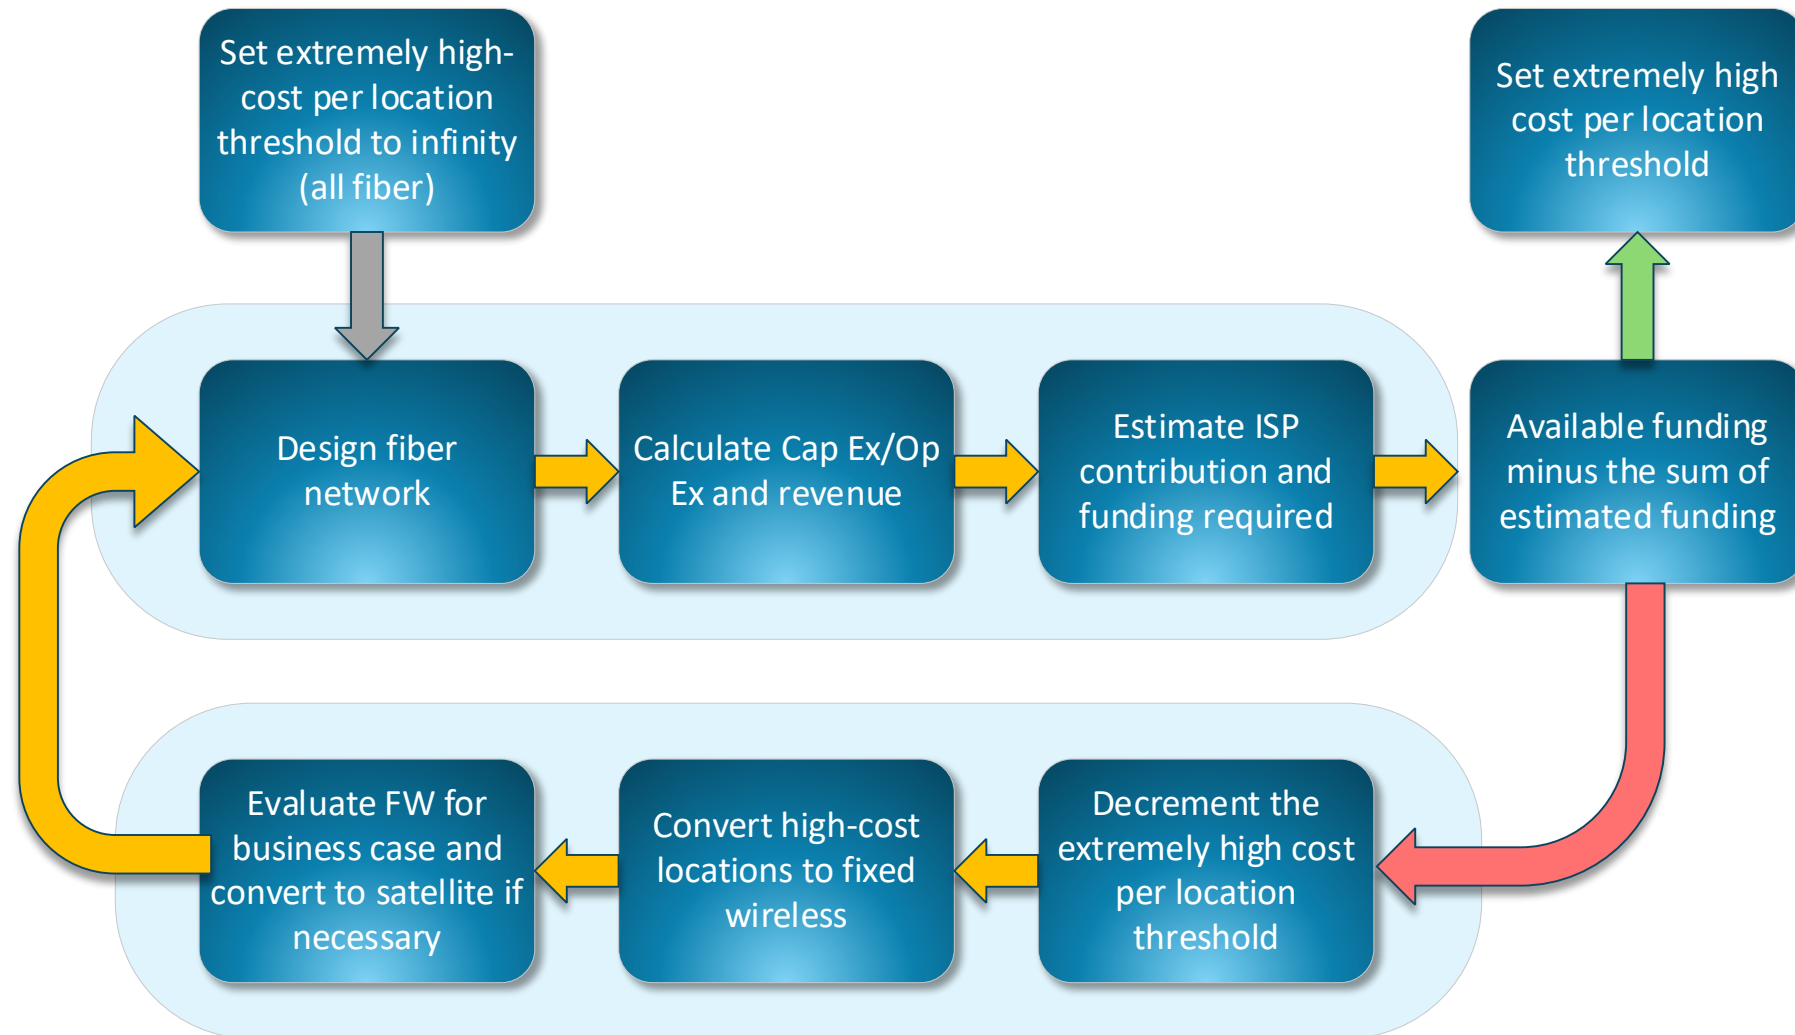 Set extremely high-
cost per location
threshold to infinity
(all fiber)
Set extremely high
cost per location
threshold
Design fiber
network
Calculate Cap Ex/Op
Ex and revenue
Estimate ISP
contribution and
funding required
Available funding
minus the sum of
estimated funding
Evaluate FW for
business case and
convert to satellite if
necessary
Convert high-cost
locations to fixed
wireless
Decrement the
extremely high cost
per location
threshold